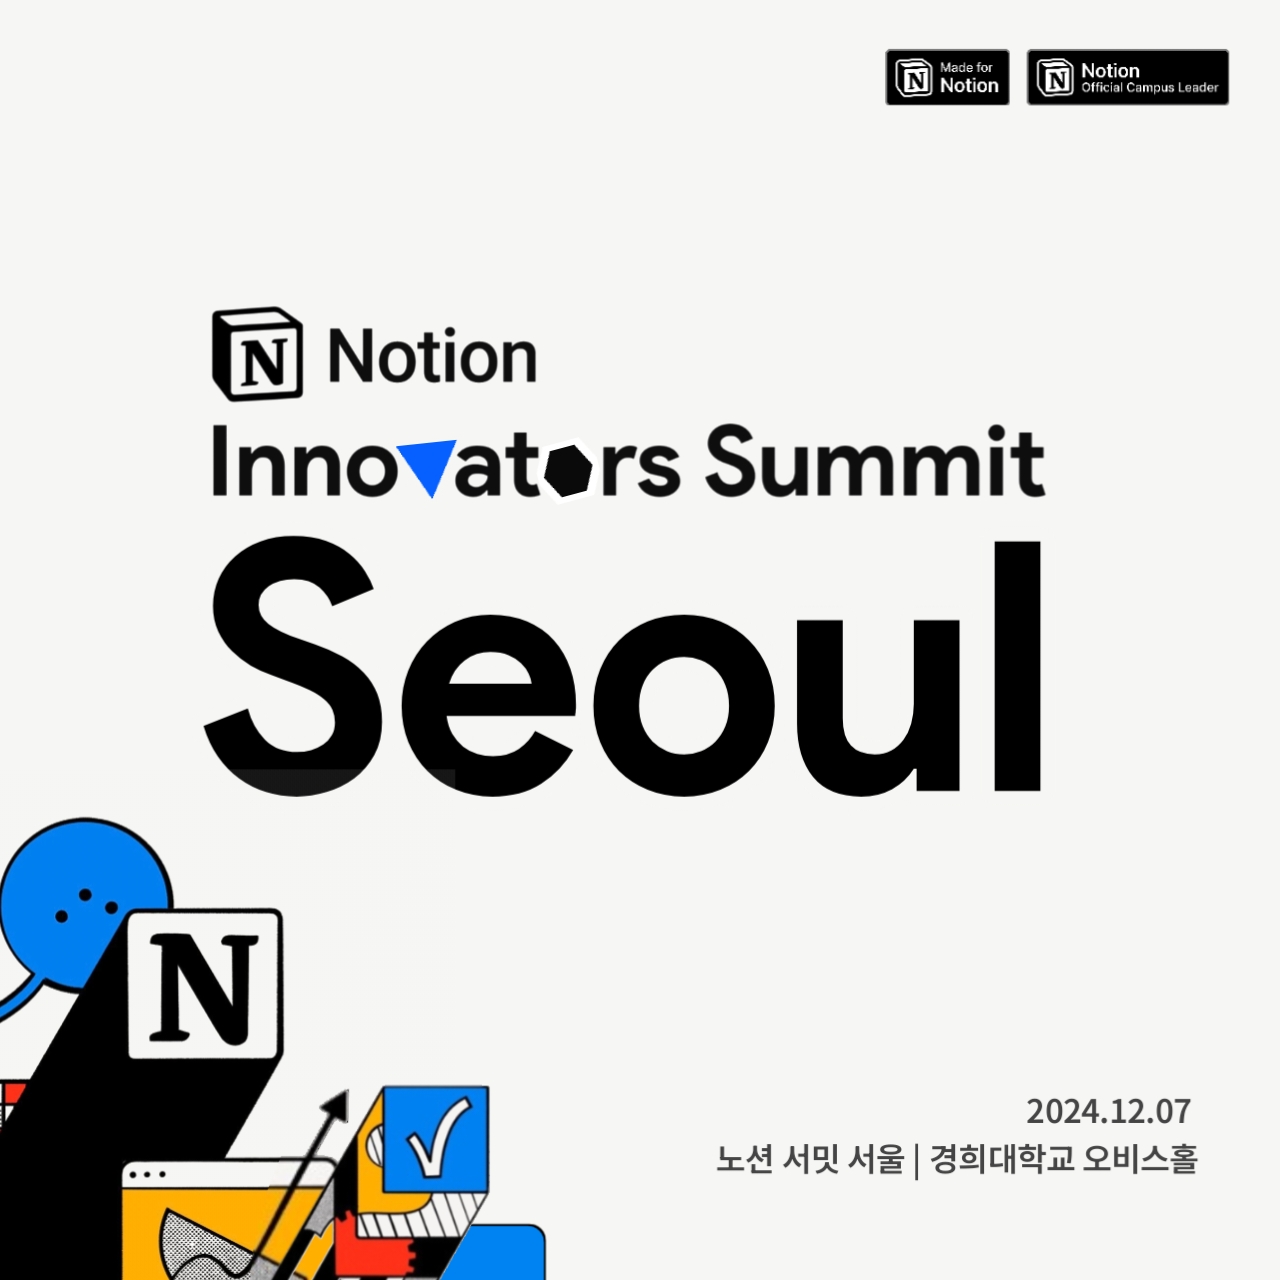 Made for
Notion
Notion
Official Campus Leader
N Notion
Innovators Summit
Seoul
N
2024.12.07
노션 서밋 서울 | 경희대학교 오비스홀